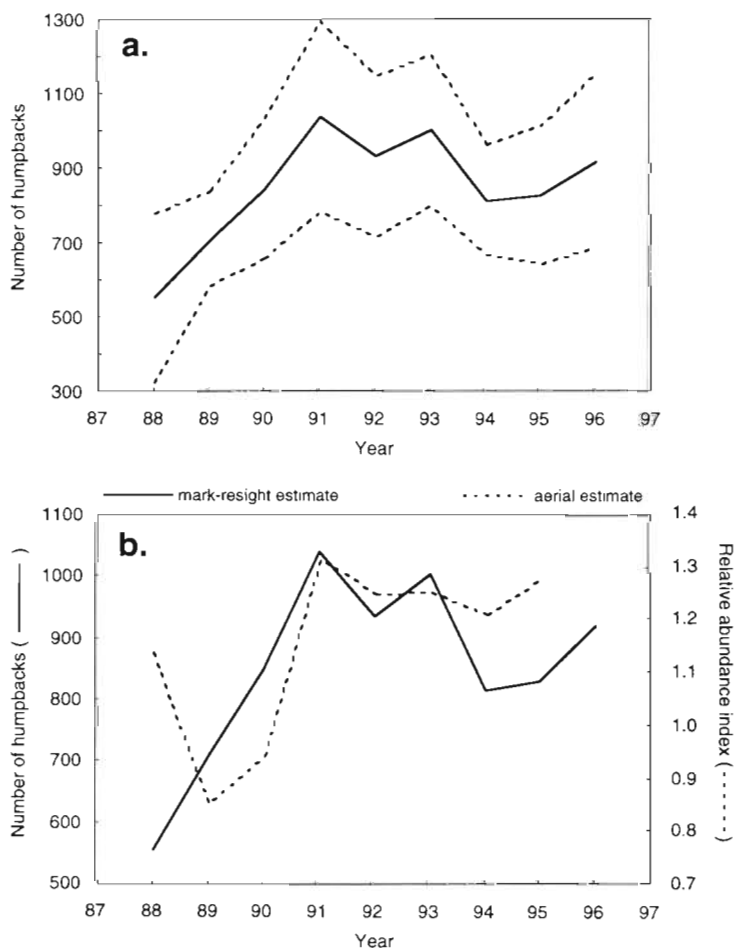 a.
Number of humpbacks
1300
1100
900
700
500
300
87 88 89 90 91 92 93 94 95 96 97
Year
mark-resight estimate aerial estimate
b.
Number of humpbacks ( )
1100
1000
900
800
700
600
500
1.4
1.3
1.2
1.1
1.0
0.9
0.8
0.7
Relative abundance index ( )
87 88 89 90 91 92 93 94 95 96 97
Year